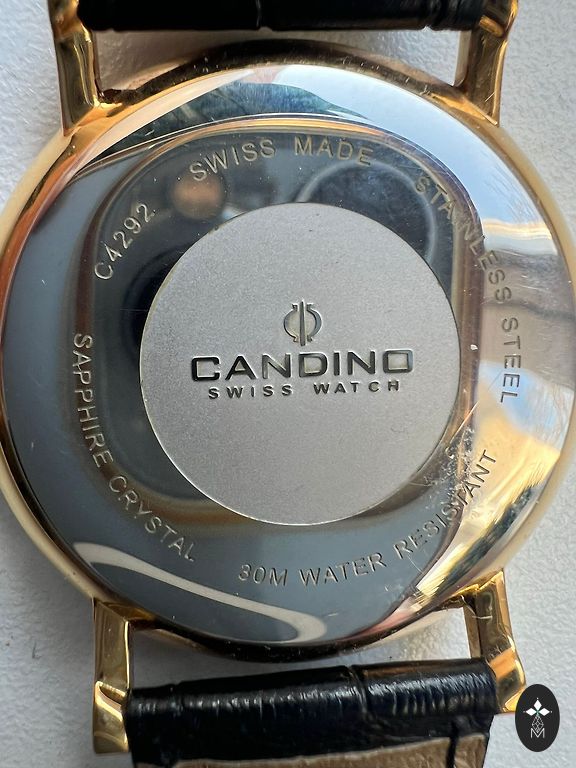 C4292 SWISS MADE STAINLESS STEEL
CANDINO
SWISS WATCH
SAPPHIRE CRYSTAL 30M WATER RESISTANT
M